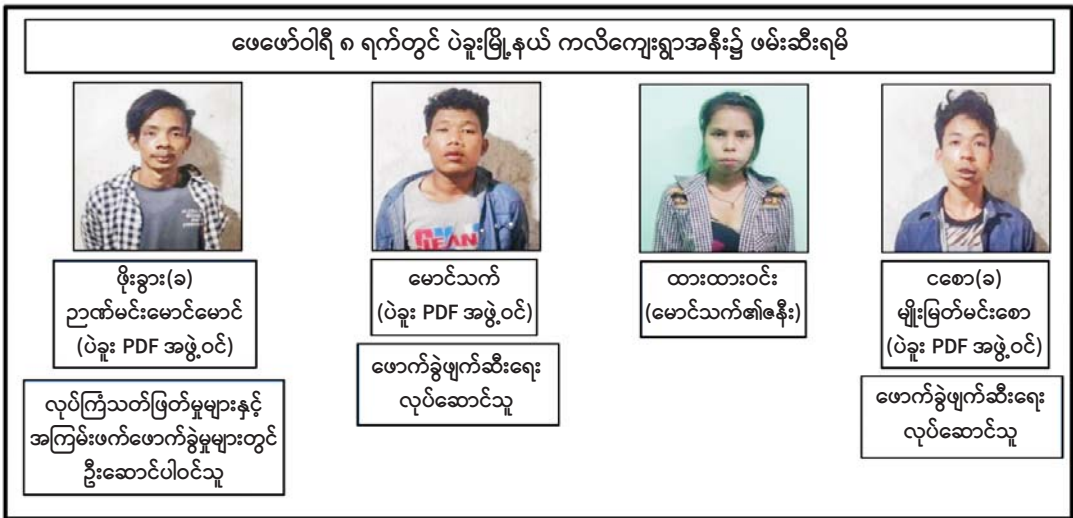 ဖေဖော်ဝါရီ ၈ ရက်တွင် ပဲခူးမြို့နယ် ကလိကျေးရွာအနီး၌ ဖမ်းဆီးရမိ
ဖိုးခွား(ခ)
ဉာဏ်မင်းမောင်မောင်
(ပဲခူး PDF အဖွဲ့ဝင်)
လုပ်ကြံသတ်ဖြတ်မှုများနှင့်
အကြမ်းဖက်ဖောက်ခွဲမှုများတွင်
ဦးဆောင်ပါဝင်သူ
မောင်သက်
(ပဲခူး PDF အဖွဲ့ဝင်)
ဖောက်ခွဲဖျက်ဆီးရေး
လုပ်ဆောင်သူ
ထားထားဝင်း
(မောင်သက်၏ဇနီး)
ငစော(ခ)
မျိုးမြတ်မင်းစော
(ပဲခူး PDF အဖွဲ့ဝင်)
ဖောက်ခွဲဖျက်ဆီးရေး
လုပ်ဆောင်သူ